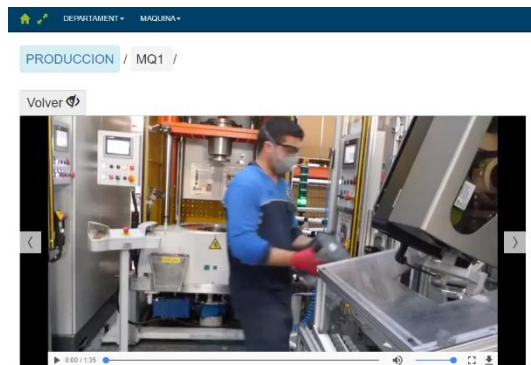 DEPARTAMENT MAQUINA
PRODUCCION / MQ1 /
Volver
0:00 / 1:35